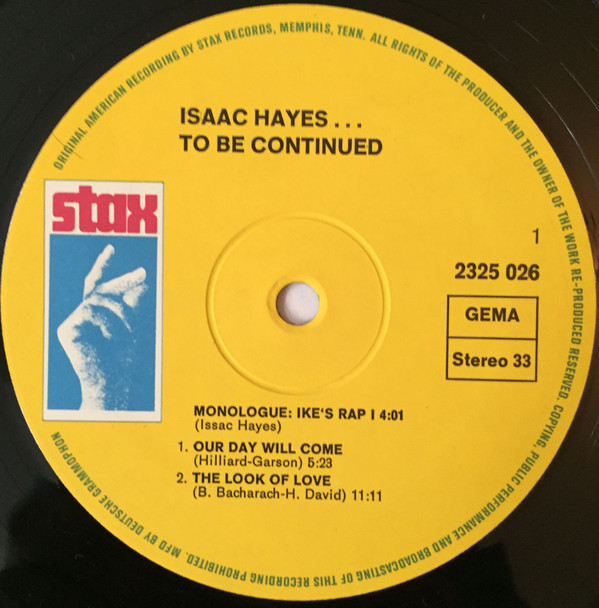 ORIGINAL AMERICAN RECORDING BY STAX RECORDS, MEMPHIS, TENN. ALL RIGHTS OF THE PRODUCER AND THE OWNER OF THE WORK RE-PRODUCED RESERVED. COPYING, PUBLIC PERFORMANCE AND BROADCASTING OF THIS RECORDING PROHIBITED. MFD BY DEUTSCHE GRAMMOPHON
ISAAC HAYES . . .
TO BE CONTINUED
stax
1
2325 026
GEMA
Stereo 33
MONOLOGUE: IKE'S RAP I 4:01
(Issac Hayes)
1. OUR DAY WILL COME
(Hilliard-Garson) 5:23
2. THE LOOK OF LOVE
(B. Bacharach-H. David) 11:11